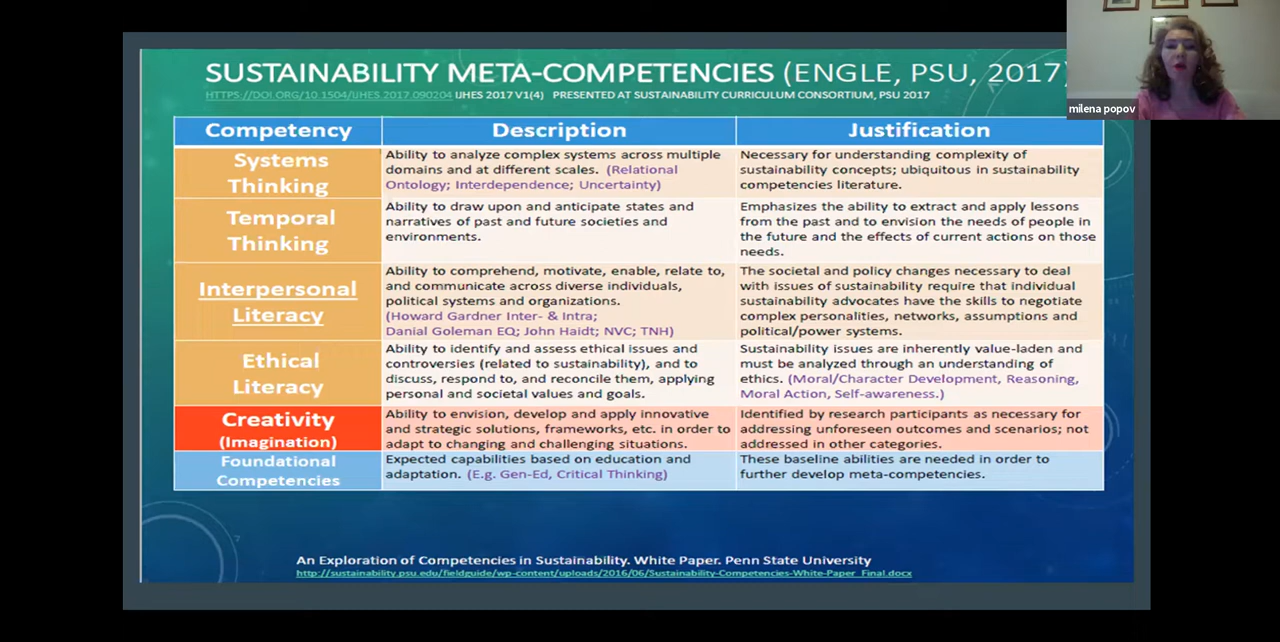 SUSTAINABILITY META-COMPETENCIES (ENGLE, PSU, 2017)
HTTPS://DOI.ORG/10.1504/IJHES.2017.090204 IJHES 2017 V1(4) PRESENTED AT SUSTAINABILITY CURRICULUM CONSORTIUM, PSU 2017
milena popov
Competency
Description
Justification
Systems
Thinking
Ability to analyze complex systems across multiple
domains and at different scales. (Relational
Ontology; Interdependence; Uncertainty)
Necessary for understanding complexity of
sustainability concepts; ubiquitous in sustainability
competencies literature.
Temporal
Thinking
Ability to draw upon and anticipate states and
narratives of past and future societies and
environments.
Emphasizes the ability to extract and apply lessons
from the past and to envision the needs of people in
the future and the effects of current actions on those
needs.
Interpersonal
Literacy
Ability to comprehend, motivate, enable, relate to,
and communicate across diverse individuals,
political systems and organizations.
(Howard Gardner Inter- & Intra;
Danial Goleman EQ; John Haidt; NVC; TNH)
The societal and policy changes necessary to deal
with issues of sustainability require that individual
sustainability advocates have the skills to negotiate
complex personalities, networks, assumptions and
political/power systems.
Ethical
Literacy
Ability to identify and assess ethical issues and
controversies (related to sustainability), and to
discuss, respond to, and reconcile them, applying
personal and societal values and goals.
Sustainability issues are inherently value-laden and
must be analyzed through an understanding of
ethics. (Moral/Character Development, Reasoning,
Moral Action, Self-awareness.)
Creativity
(Imagination)
Ability to envision, develop and apply innovative
and strategic solutions, frameworks, etc. in order to
adapt to changing and challenging situations.
Identified by research participants as necessary for
addressing unforeseen outcomes and scenarios; not
addressed in other categories.
Foundational
Competencies
Expected capabilities based on education and
adaptation. (E.g. Gen-Ed, Critical Thinking)
These baseline abilities are needed in order to
further develop meta-competencies.
7
An Exploration of Competencies in Sustainability. White Paper. Penn State University
http://sustainability.psu.edu/fieldguide/wp-content/uploads/2016/06/Sustainability-Competencies-White-Paper_Final.docx